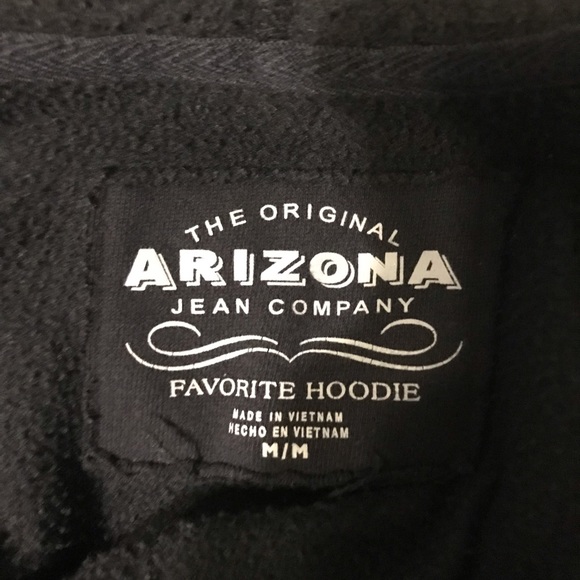 THE ORIGINAL
ARIZONA
JEAN COMPANY
FAVORITE HOODIE
MADE IN VIETNAM
HECHO EN VIETNAM
M/M